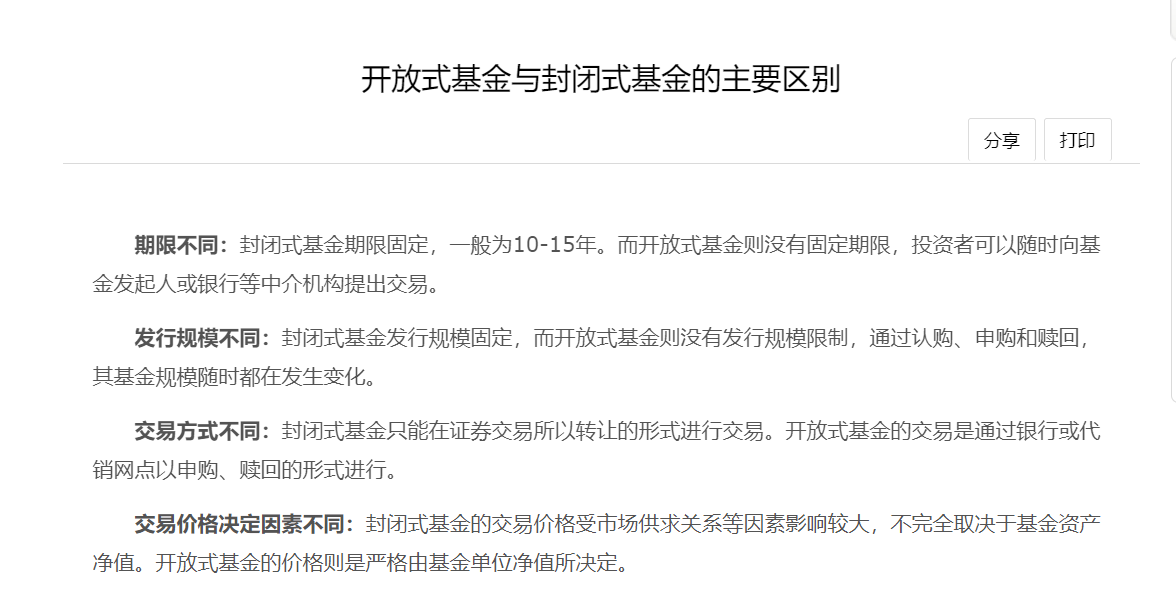 开放式基金与封闭式基金的主要区别
分享 打印
期限不同：封闭式基金期限固定，一般为10-15年。而开放式基金则没有固定期限，投资者可以随时向基
金发起人或银行等中介机构提出交易。
发行规模不同：封闭式基金发行规模固定，而开放式基金则没有发行规模限制，通过认购、申购和赎回，
其基金规模随时都在发生变化。
交易方式不同：封闭式基金只能在证券交易所以转让的形式进行交易。开放式基金的交易是通过银行或代
销网点以申购、赎回的形式进行。
交易价格决定因素不同：封闭式基金的交易价格受市场供求关系等因素影响较大，不完全取决于基金资产
净值。开放式基金的价格则是严格由基金单位净值所决定。